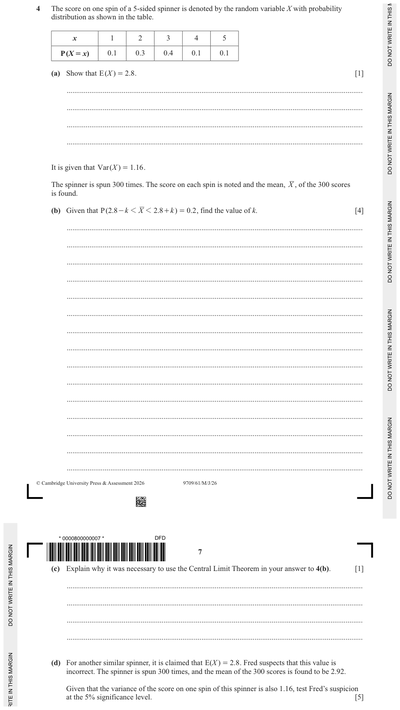 4 The score on one spin of a 5-sided spinner is denoted by the random variable X with probability
distribution as shown in the table.
x 1 2 3 4 5
P(X = x) 0.1 0.3 0.4 0.1 0.1
(a) Show that E(X) = 2.8. [1]
It is given that Var(X) = 1.16.
The spinner is spun 300 times. The score on each spin is noted and the mean, X̄, of the 300 scores
is found.
(b) Given that P(2.8 − k < X̄ < 2.8 + k) = 0.2, find the value of k. [4]
© Cambridge University Press & Assessment 2026 9709/61/M/J/26
DO NOT WRITE IN THIS MARGIN
DO NOT WRITE IN THIS MARGIN
DO NOT WRITE IN THIS MARGIN
DO NOT WRITE IN THIS MARGIN
DO NOT WRITE IN THIS MARGIN
* 0000800000007 * DFD
7
(c) Explain why it was necessary to use the Central Limit Theorem in your answer to 4(b). [1]
(d) For another similar spinner, it is claimed that E(X) = 2.8. Fred suspects that this value is
incorrect. The spinner is spun 300 times, and the mean of the 300 scores is found to be 2.92.
Given that the variance of the score on one spin of this spinner is also 1.16, test Fred's suspicion
at the 5% significance level. [5]
DO NOT WRITE IN THIS MARGIN
RITE IN THIS MARGIN